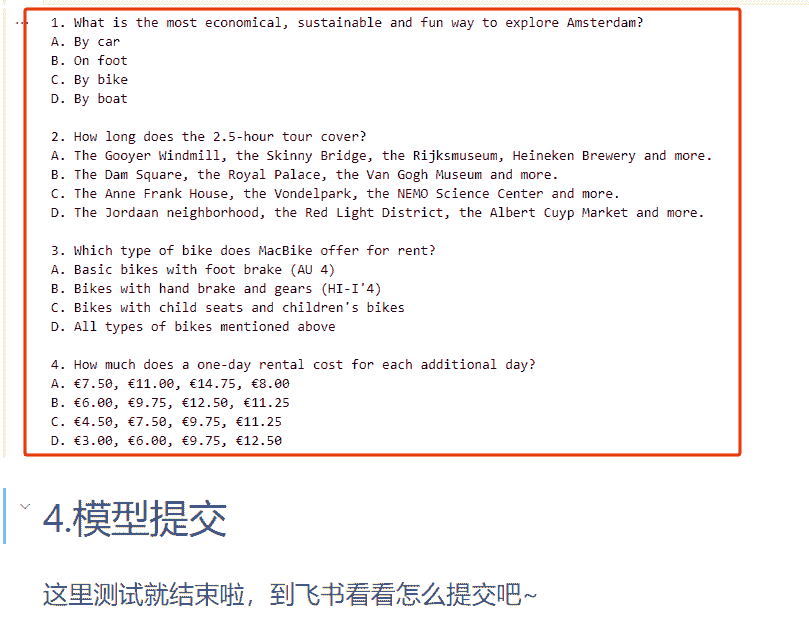 1. What is the most economical, sustainable and fun way to explore Amsterdam?
A. By car
B. On foot
C. By bike
D. By boat
2. How long does the 2.5-hour tour cover?
A. The Gooyer Windmill, the Skinny Bridge, the Rijksmuseum, Heineken Brewery and more.
B. The Dam Square, the Royal Palace, the Van Gogh Museum and more.
C. The Anne Frank House, the Vondelpark, the NEMO Science Center and more.
D. The Jordaan neighborhood, the Red Light District, the Albert Cuyp Market and more.
3. Which type of bike does MacBike offer for rent?
A. Basic bikes with foot brake (AU 4)
B. Bikes with hand brake and gears (HI-I'4)
C. Bikes with child seats and children's bikes
D. All types of bikes mentioned above
4. How much does a one-day rental cost for each additional day?
A. €7.50, €11.00, €14.75, €8.00
B. €6.00, €9.75, €12.50, €11.25
C. €4.50, €7.50, €9.75, €11.25
D. €3.00, €6.00, €9.75, €12.50
4.模型提交
这里测试就结束啦，到飞书看看怎么提交吧~